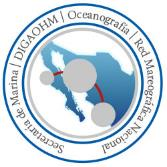 Secretaría de Marina | DIGAOHM | Oceanografía | Red Mareográfica Nacional